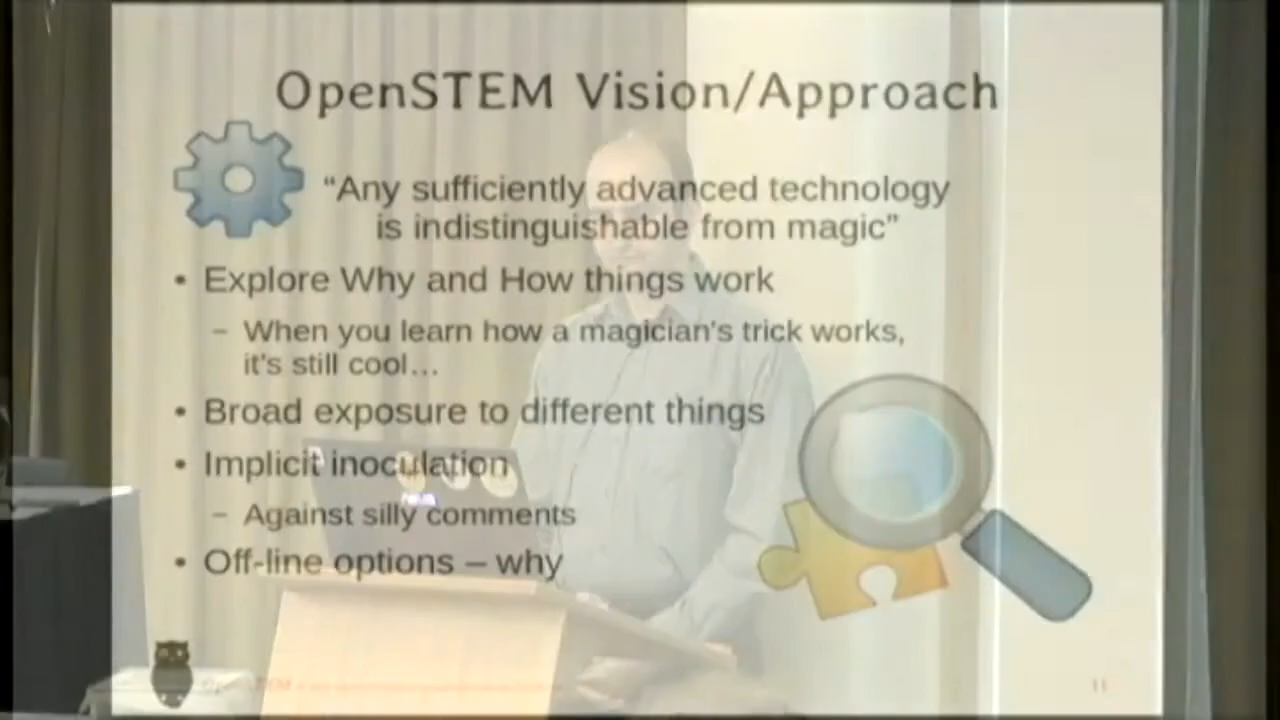 OpenSTEM Vision/Approach
“Any sufficiently advanced technology
is indistinguishable from magic”
• Explore Why and How things work
– When you learn how a magician's trick works,
it's still cool…
• Broad exposure to different things
• Implicit inoculation
– Against silly comments
• Off-line options – why
OpenSTEM
11